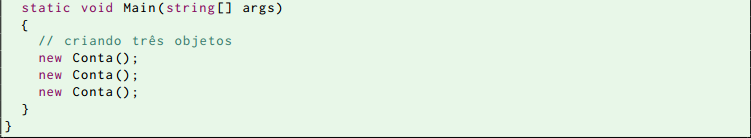 static void Main(string[] args)
{
// criando três objetos
new Conta();
new Conta();
new Conta();
}
}